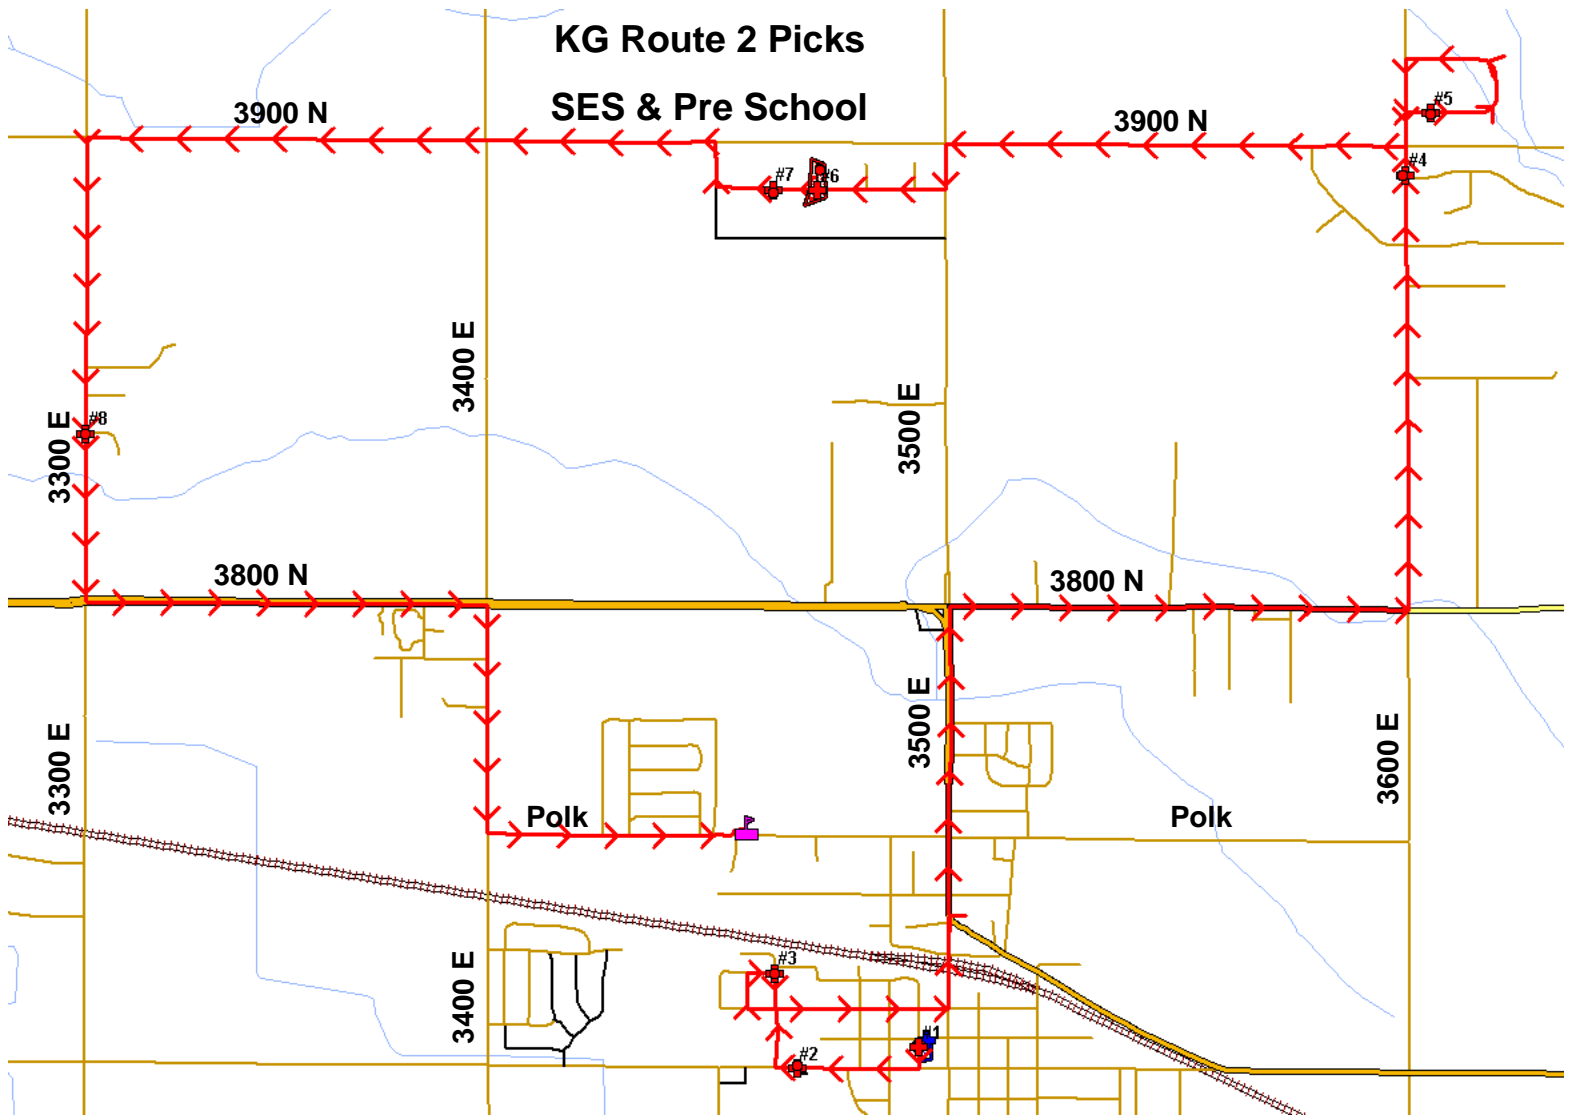 KG Route 2 Picks
SES & Pre School
3900 N
3900 N
#5
#4
#7
#6
3400 E
3500 E
3300 E
#8
3800 N
3800 N
3500 E
3300 E
3600 E
Polk
Polk
3400 E
#3
#1
#2